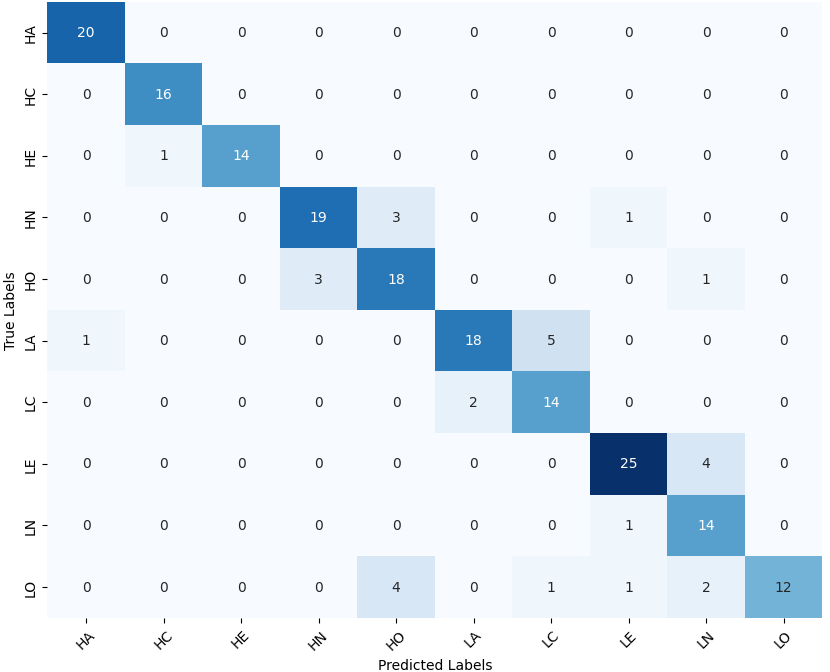 True Labels
HA 20 0 0 0 0 0 0 0 0 0
HC 0 16 0 0 0 0 0 0 0 0
HE 0 1 14 0 0 0 0 0 0 0
HN 0 0 0 19 3 0 0 1 0 0
HO 0 0 0 3 18 0 0 0 1 0
LA 1 0 0 0 0 18 5 0 0 0
LC 0 0 0 0 0 2 14 0 0 0
LE 0 0 0 0 0 0 0 25 4 0
LN 0 0 0 0 0 0 0 1 14 0
LO 0 0 0 0 4 0 1 1 2 12
HA HC HE HN HO LA LC LE LN LO
Predicted Labels